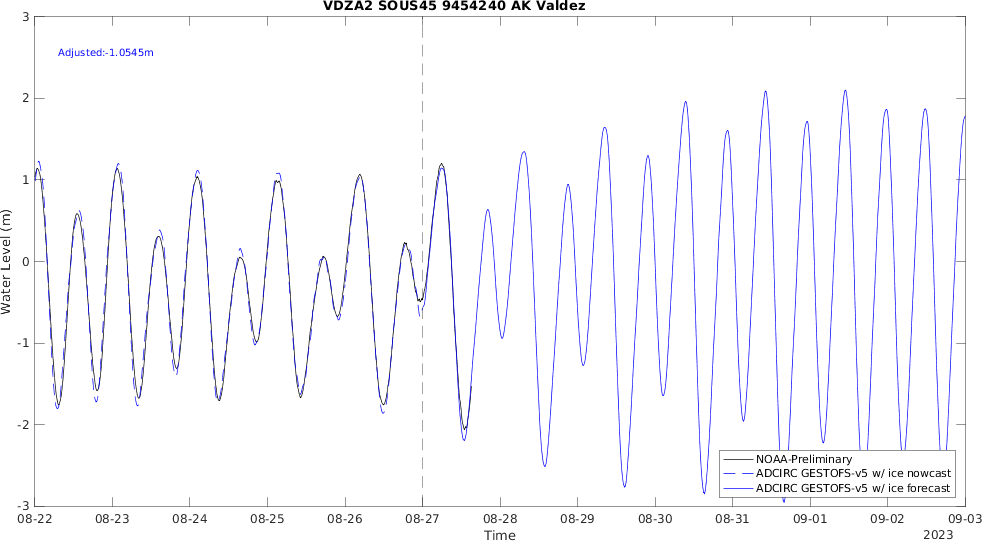 VDZA2 SOUS45 9454240 AK Valdez
Adjusted:-1.0545m
Water Level (m)
3
2
1
0
-1
-2
-3
NOAA-Preliminary
ADCIRC GESTOFS-v5 w/ ice nowcast
ADCIRC GESTOFS-v5 w/ ice forecast
08-22 08-23 08-24 08-25 08-26 08-27 08-28 08-29 08-30 08-31 09-01 09-02 09-03
Time
2023